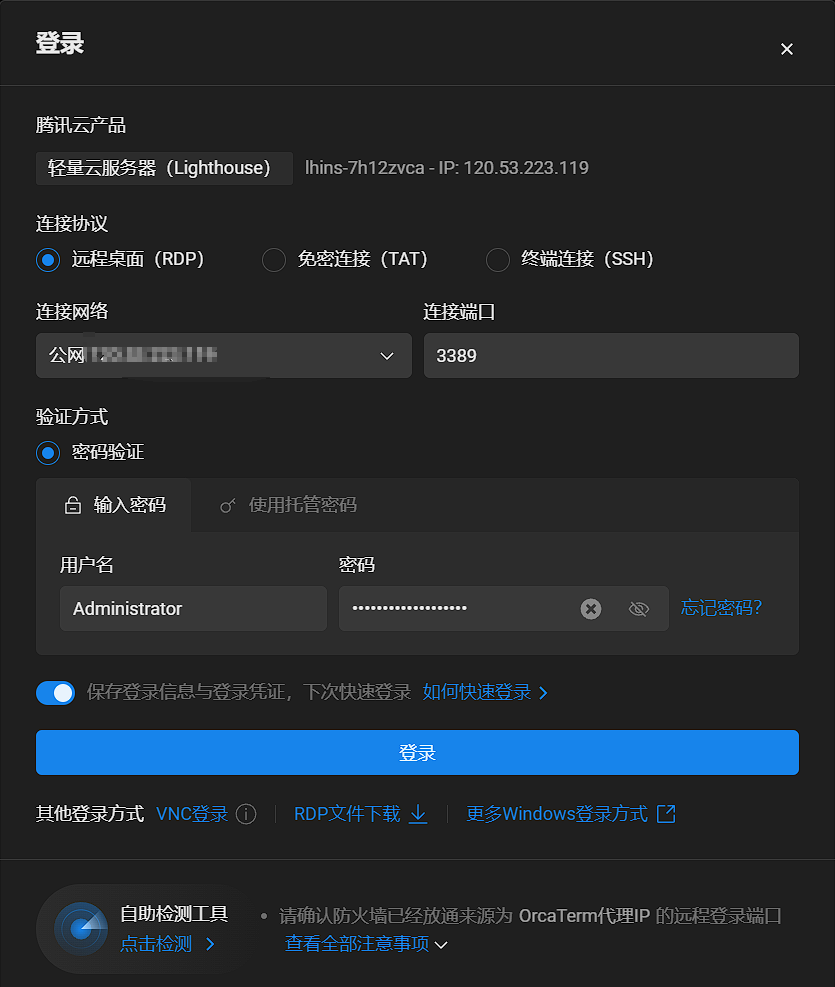 登录
腾讯云产品
轻量云服务器（Lighthouse） lhins-7h12zvca - IP: 120.53.223.119
连接协议
远程桌面（RDP） 免密连接（TAT） 终端连接（SSH）
连接网络 连接端口
公网 3389
验证方式
密码验证
输入密码 使用托管密码
用户名 密码
Administrator ••••••••••••••••••• 忘记密码?
保存登录信息与登录凭证，下次快速登录 如何快速登录
登录
其他登录方式 VNC登录 RDP文件下载 更多Windows登录方式
自助检测工具 • 请确认防火墙已经放通来源为 OrcaTerm代理IP 的远程登录端口
点击检测 查看全部注意事项